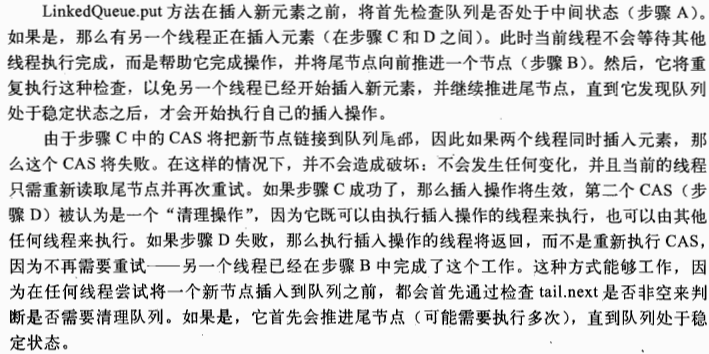 LinkedQueue.put 方法在插入新元素之前，将首先检查队列是否处于中间状态（步骤 A）。
如果是，那么有另一个线程正在插入元素（在步骤 C 和 D 之间）。此时当前线程不会等待其他
线程执行完成，而是帮助它完成操作，并将尾节点向前推进一个节点（步骤 B）。然后，它将重
复执行这种检查，以免另一个线程已经开始插入新元素，并继续推进尾节点，直到它发现队列
处于稳定状态之后，才会开始执行自己的插入操作。
由于步骤 C 中的 CAS 将把新节点链接到队列尾部，因此如果两个线程同时插入元素，那
么这个 CAS 将失败。在这样的情况下，并不会造成破坏：不会发生任何变化，并且当前的线程
只需重新读取尾节点并再次重试。如果步骤 C 成功了，那么插入操作将生效，第二个 CAS（步
骤 D）被认为是一个“清理操作”，因为它既可以由执行插入操作的线程来执行，也可以由其他
任何线程来执行。如果步骤 D 失败，那么执行插入操作的线程将返回，而不是重新执行 CAS，
因为不再需要重试——另一个线程已经在步骤 B 中完成了这个工作。这种方式能够工作，因
为在任何线程尝试将一个新节点插入到队列之前，都会首先通过检查 tail.next 是否非空来判
断是否需要清理队列。如果是，它首先会推进尾节点（可能需要执行多次），直到队列处于稳
定状态。